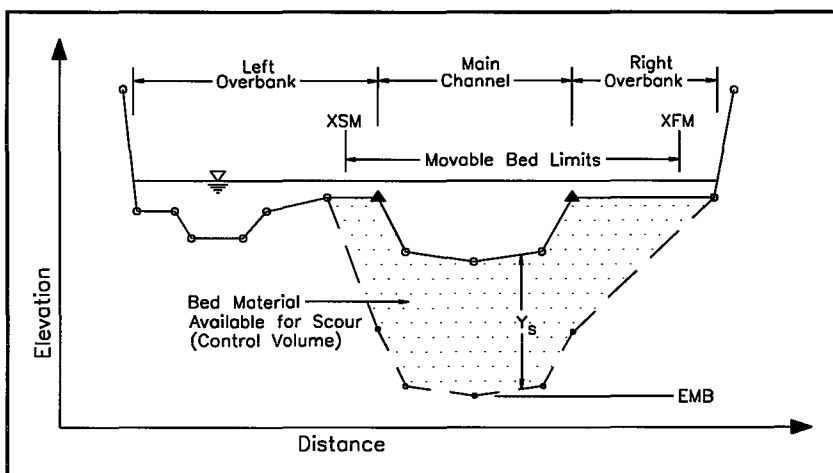 Left
Overbank
Main
Channel
Right
Overbank
XSM
XFM
Movable Bed Limits
Bed Material
Available for Scour
(Control Volume)
Ys
EMB
Elevation
Distance